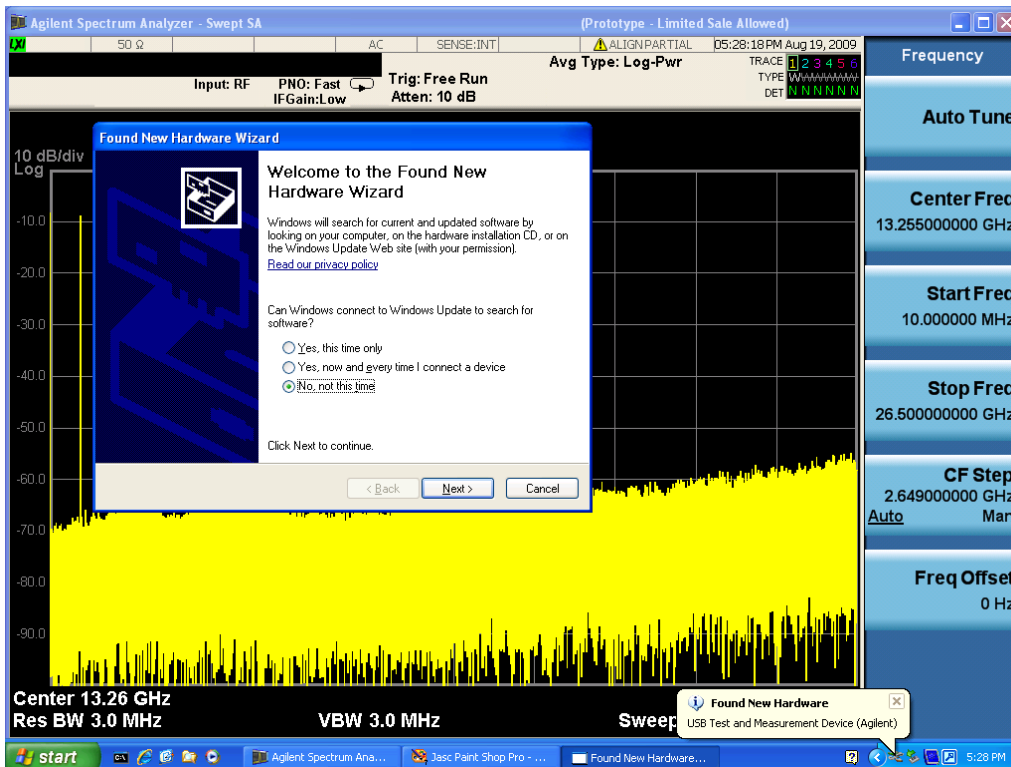 Agilent Spectrum Analyzer - Swept SA (Prototype - Limited Sale Allowed)
LXI 50 Ω AC SENSE:INT ALIGN PARTIAL 05:28:18 PM Aug 19, 2009
Avg Type: Log-Pwr
TRACE 1 2 3 4 5 6
TYPE
DET N N N N N N
Input: RF
PNO: Fast
IFGain:Low
Trig: Free Run
Atten: 10 dB
10 dB/div
Log
-10.0
-20.0
-30.0
-40.0
-50.0
-60.0
-70.0
-80.0
-90.0
Found New Hardware Wizard
Welcome to the Found New
Hardware Wizard
Windows will search for current and updated software by
looking on your computer, on the hardware installation CD, or on
the Windows Update Web site (with your permission).
Read our privacy policy
Can Windows connect to Windows Update to search for
software?
Yes, this time only
Yes, now and every time I connect a device
No, not this time
Click Next to continue.
< Back Next > Cancel
Center 13.26 GHz
Res BW 3.0 MHz VBW 3.0 MHz Sweep
Frequency
Auto Tune
Center Freq
13.255000000 GHz
Start Freq
10.000000 MHz
Stop Freq
26.500000000 GHz
CF Step
2.649000000 GHz
Auto Man
Freq Offset
0 Hz
Found New Hardware
USB Test and Measurement Device (Agilent)
start
Agilent Spectrum Ana...
Jasc Paint Shop Pro - ...
Found New Hardware...
5:28 PM